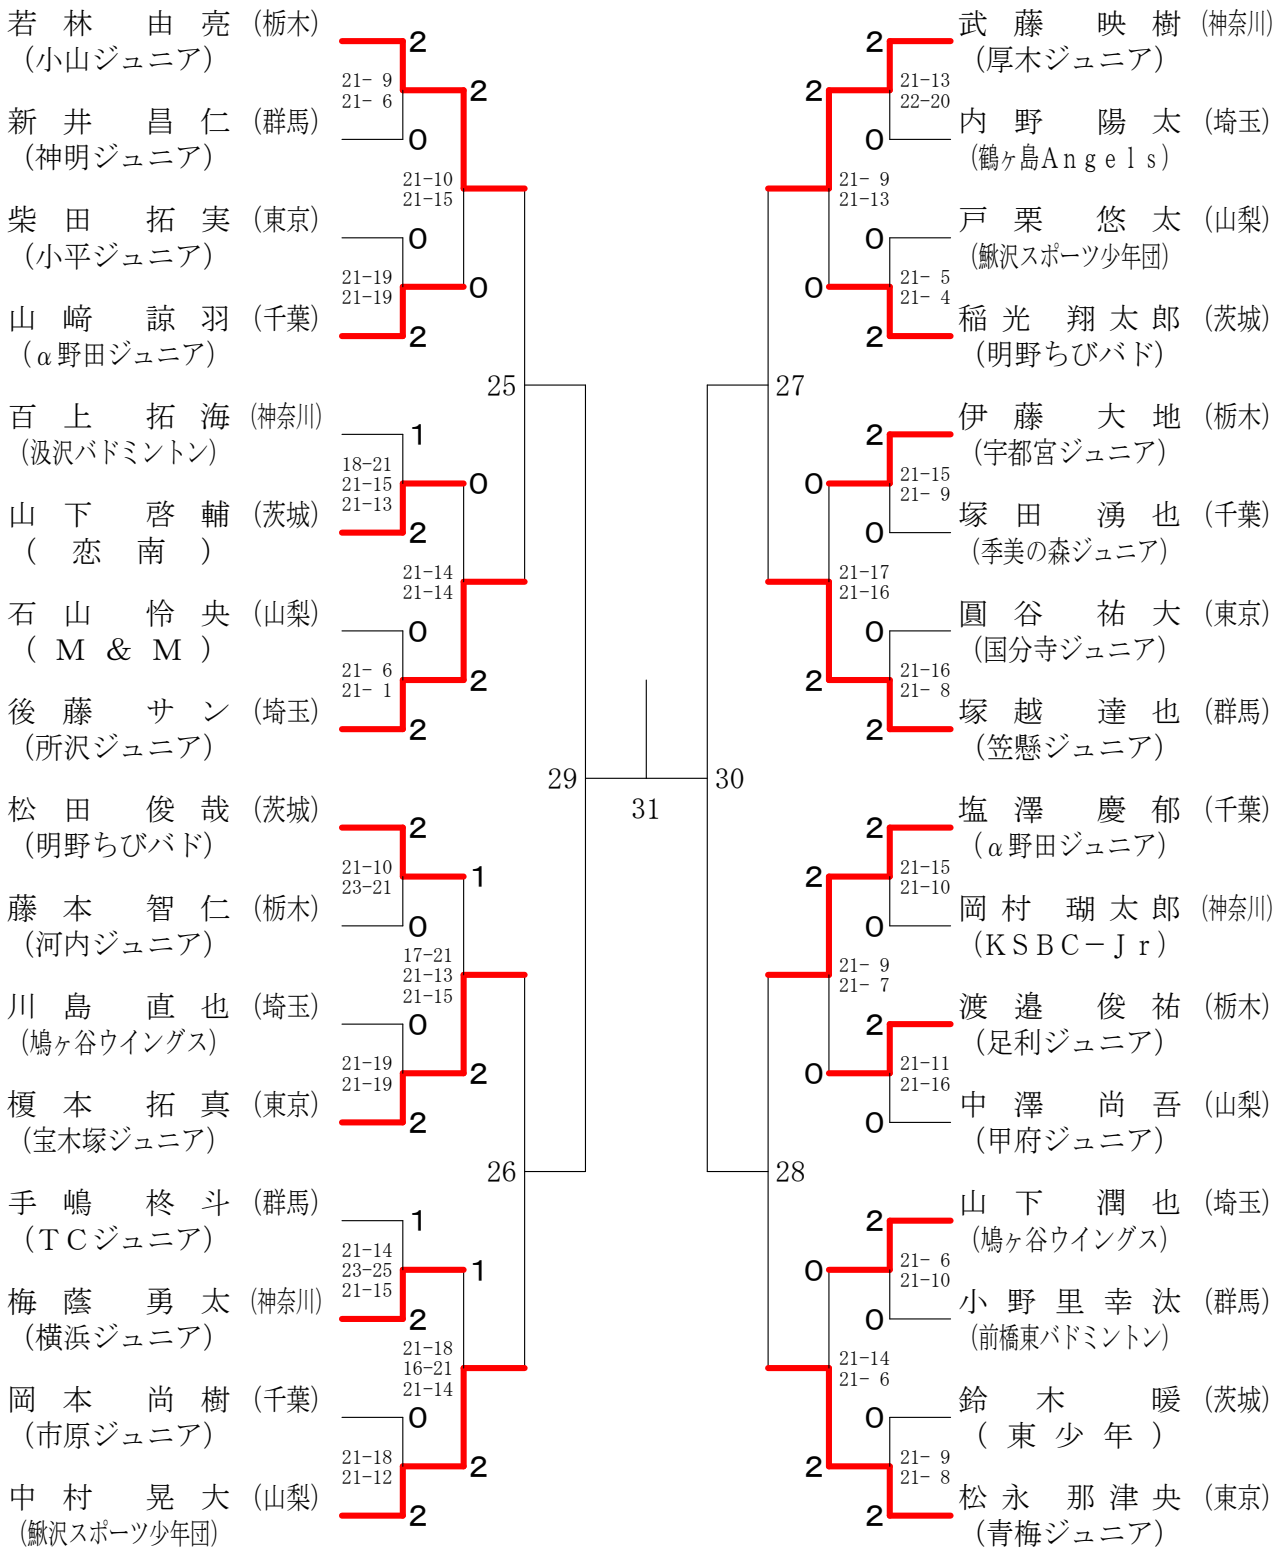 若林 由亮 (栃木)
(小山ジュニア)
2
21- 9
21- 6
2
新井 昌仁 (群馬)
(神明ジュニア)
0
21-10
21-15
柴田 拓実 (東京)
(小平ジュニア)
0
21-19
21-19
0
山﨑 諒羽 (千葉)
(α野田ジュニア)
2
25
百上 拓海 (神奈川)
(汲沢バドミントン)
1
18-21
21-15
21-13
0
山下 啓輔 (茨城)
(恋南)
2
21-14
21-14
石山 怜央 (山梨)
(M&M)
0
21- 6
21- 1
2
後藤 サン (埼玉)
(所沢ジュニア)
2
29
松田 俊哉 (茨城)
(明野ちびバド)
2
21-10
23-21
1
藤本 智仁 (栃木)
(河内ジュニア)
0
17-21
21-13
21-15
川島 直也 (埼玉)
(鳩ヶ谷ウイングス)
0
21-19
21-19
2
榎本 拓真 (東京)
(宝木塚ジュニア)
2
26
手嶋 柊斗 (群馬)
(TCジュニア)
1
21-14
23-25
21-15
1
梅蔭 勇太 (神奈川)
(横浜ジュニア)
2
21-18
16-21
21-14
岡本 尚樹 (千葉)
(市原ジュニア)
0
21-18
21-12
2
中村 晃大 (山梨)
(鰍沢スポーツ少年団)
2
31
武藤 映樹 (神奈川)
(厚木ジュニア)
2
21-13
22-20
2
内野 陽太 (埼玉)
(鶴ヶ島Angels)
0
21- 9
21-13
戸栗 悠太 (山梨)
(鰍沢スポーツ少年団)
0
21- 5
21- 4
0
稲光 翔太郎 (茨城)
(明野ちびバド)
2
27
伊藤 大地 (栃木)
(宇都宮ジュニア)
2
21-15
21- 9
0
塚田 湧也 (千葉)
(季美の森ジュニア)
0
21-17
21-16
圓谷 祐大 (東京)
(国分寺ジュニア)
0
21-16
21- 8
2
塚越 達也 (群馬)
(笠懸ジュニア)
2
30
塩澤 慶郁 (千葉)
(α野田ジュニア)
2
21-15
21-10
2
岡村 瑚太郎 (神奈川)
(KSBC－Jr)
0
21- 9
21- 7
渡邉 俊祐 (栃木)
(足利ジュニア)
2
21-11
21-16
0
中澤 尚吾 (山梨)
(甲府ジュニア)
0
28
山下 潤也 (埼玉)
(鳩ヶ谷ウイングス)
2
21- 6
21-10
0
小野里幸汰 (群馬)
(前橋東バドミントン)
0
21-14
21- 6
鈴木 暖 (茨城)
(東少年)
0
21- 9
21- 8
2
松永 那津央 (東京)
(青梅ジュニア)
2